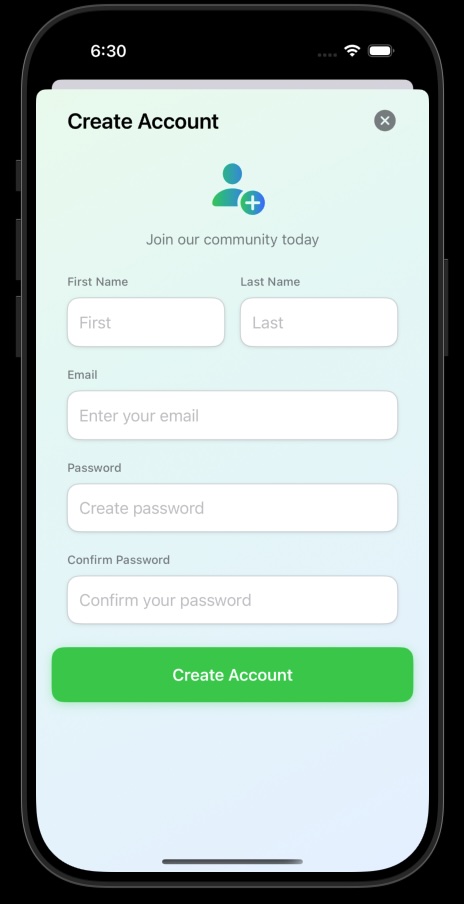 6:30
Create Account
Join our community today
First Name Last Name
First Last
Email
Enter your email
Password
Create password
Confirm Password
Confirm your password
Create Account